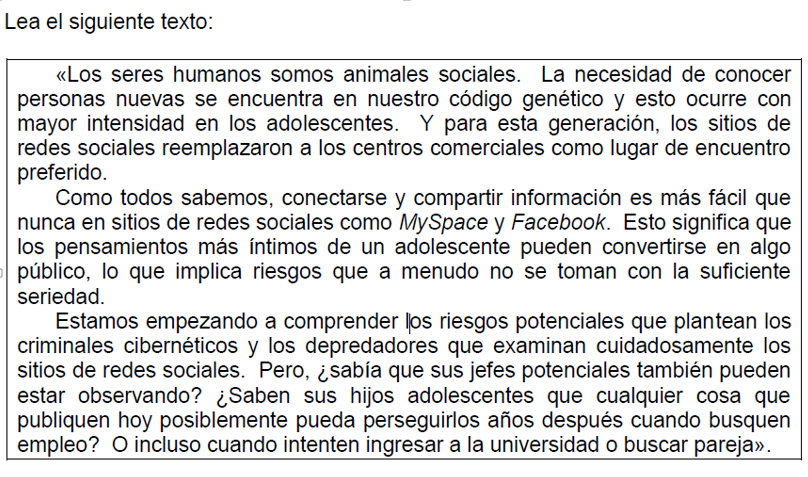 Lea el siguiente texto:
«Los seres humanos somos animales sociales. La necesidad de conocer
personas nuevas se encuentra en nuestro código genético y esto ocurre con
mayor intensidad en los adolescentes. Y para esta generación, los sitios de
redes sociales reemplazaron a los centros comerciales como lugar de encuentro
preferido.
Como todos sabemos, conectarse y compartir información es más fácil que
nunca en sitios de redes sociales como MySpace y Facebook. Esto significa que
los pensamientos más íntimos de un adolescente pueden convertirse en algo
público, lo que implica riesgos que a menudo no se toman con la suficiente
seriedad.
Estamos empezando a comprender los riesgos potenciales que plantean los
criminales cibernéticos y los depredadores que examinan cuidadosamente los
sitios de redes sociales. Pero, ¿sabía que sus jefes potenciales también pueden
estar observando? ¿Saben sus hijos adolescentes que cualquier cosa que
publiquen hoy posiblemente pueda perseguirlos años después cuando busquen
empleo? O incluso cuando intenten ingresar a la universidad o buscar pareja».